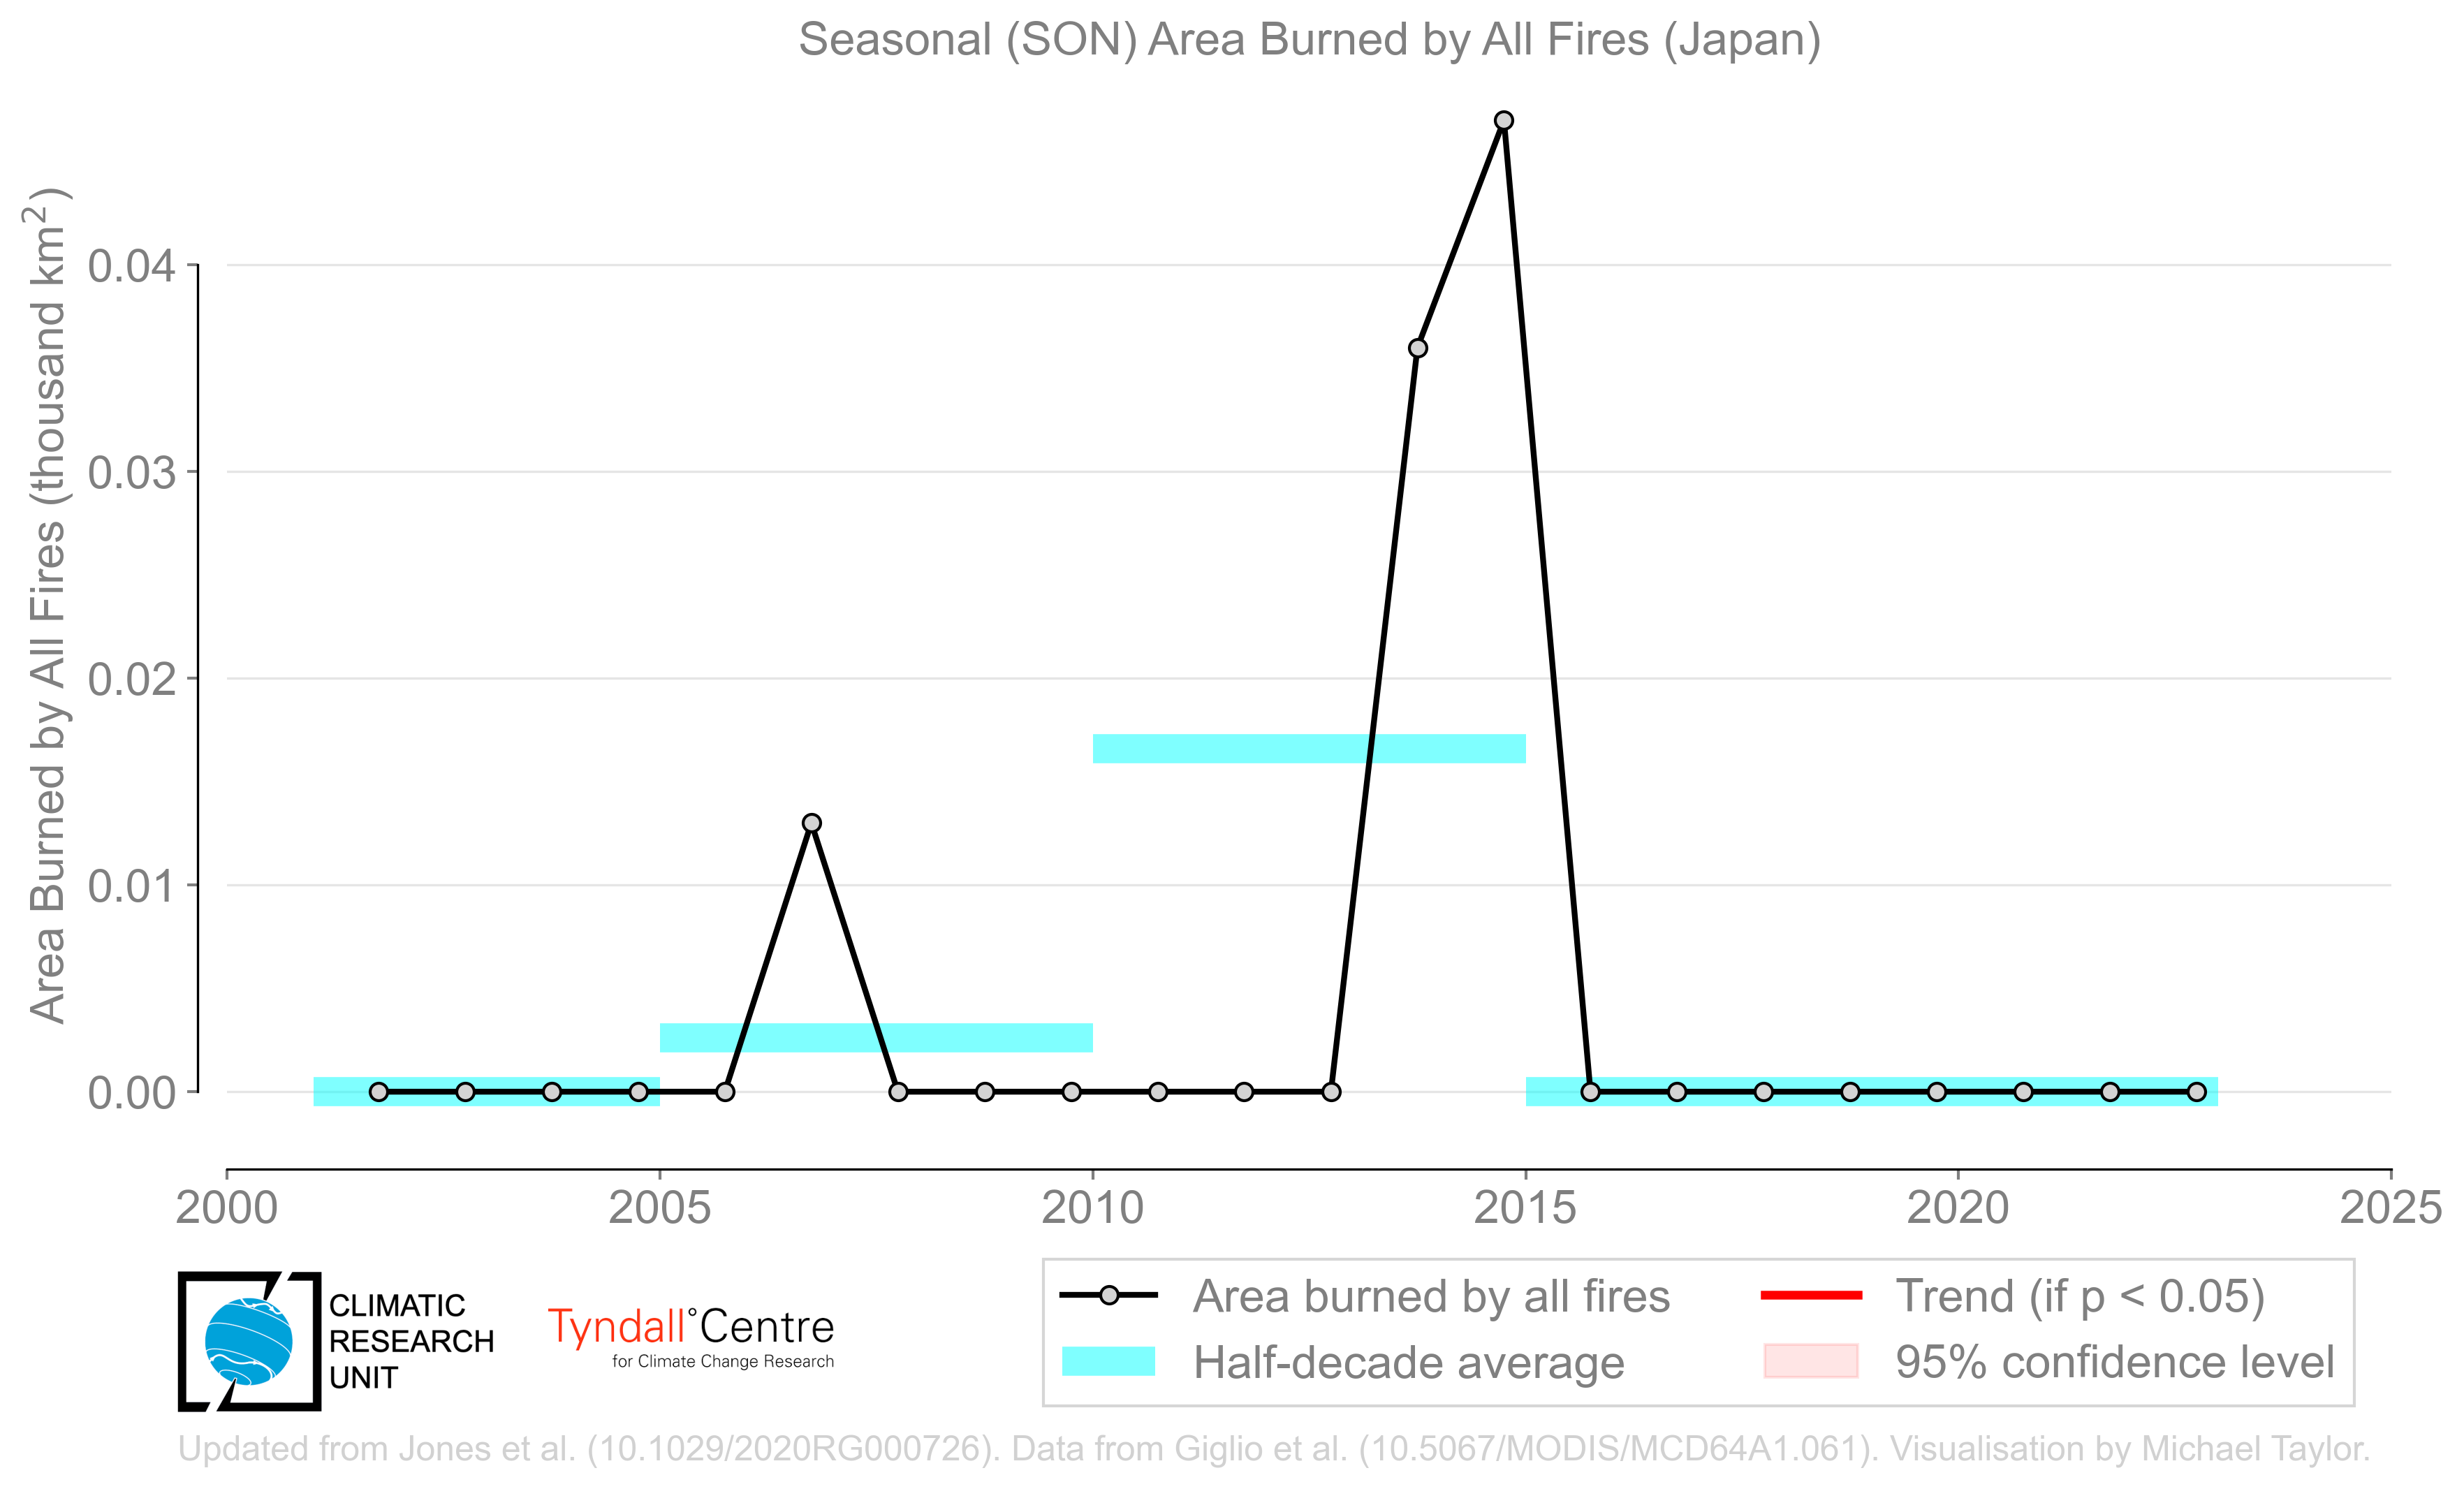 Seasonal (SON) Area Burned by All Fires (Japan)
Area Burned by All Fires (thousand km²)
0.04
0.03
0.02
0.01
0.00
2000 2005 2010 2015 2020 2025
CLIMATIC
RESEARCH
UNIT
Tyndall°Centre
for Climate Change Research
Area burned by all fires
Half-decade average
Trend (if p < 0.05)
95% confidence level
Updated from Jones et al. (10.1029/2020RG000726). Data from Giglio et al. (10.5067/MODIS/MCD64A1.061). Visualisation by Michael Taylor.